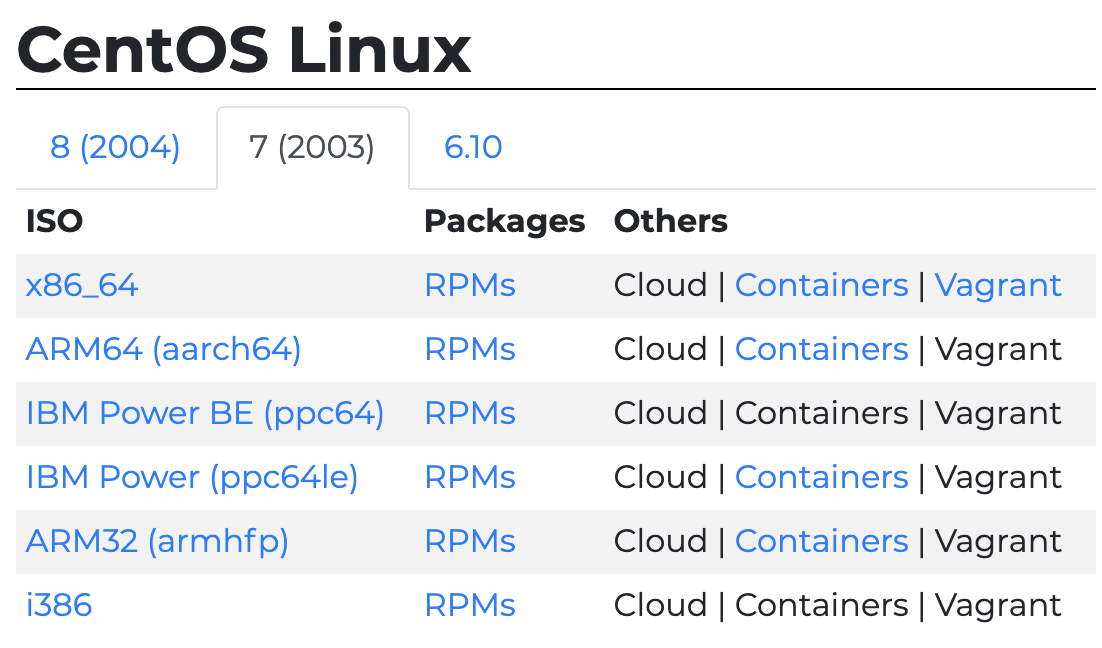 CentOS Linux
8 (2004) 7 (2003) 6.10
ISO Packages Others
x86_64 RPMs Cloud | Containers | Vagrant
ARM64 (aarch64) RPMs Cloud | Containers | Vagrant
IBM Power BE (ppc64) RPMs Cloud | Containers | Vagrant
IBM Power (ppc64le) RPMs Cloud | Containers | Vagrant
ARM32 (armhfp) RPMs Cloud | Containers | Vagrant
i386 RPMs Cloud | Containers | Vagrant